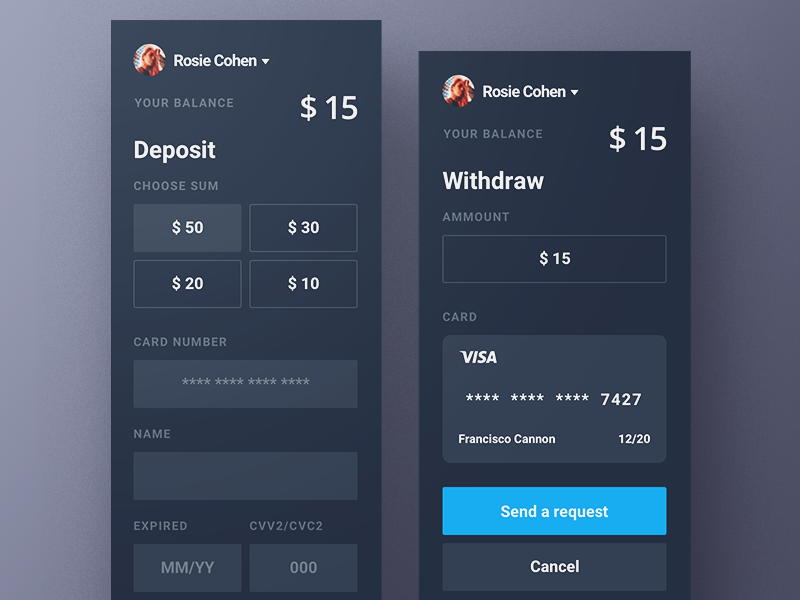 Rosie Cohen
YOUR BALANCE $ 15
Deposit
CHOOSE SUM
$ 50 $ 30
$ 20 $ 10
CARD NUMBER
**** **** **** ****
NAME
EXPIRED CVV2/CVC2
MM/YY 000
Rosie Cohen
YOUR BALANCE $ 15
Withdraw
AMMOUNT
$ 15
CARD
VISA
**** **** **** 7427
Francisco Cannon 12/20
Send a request
Cancel